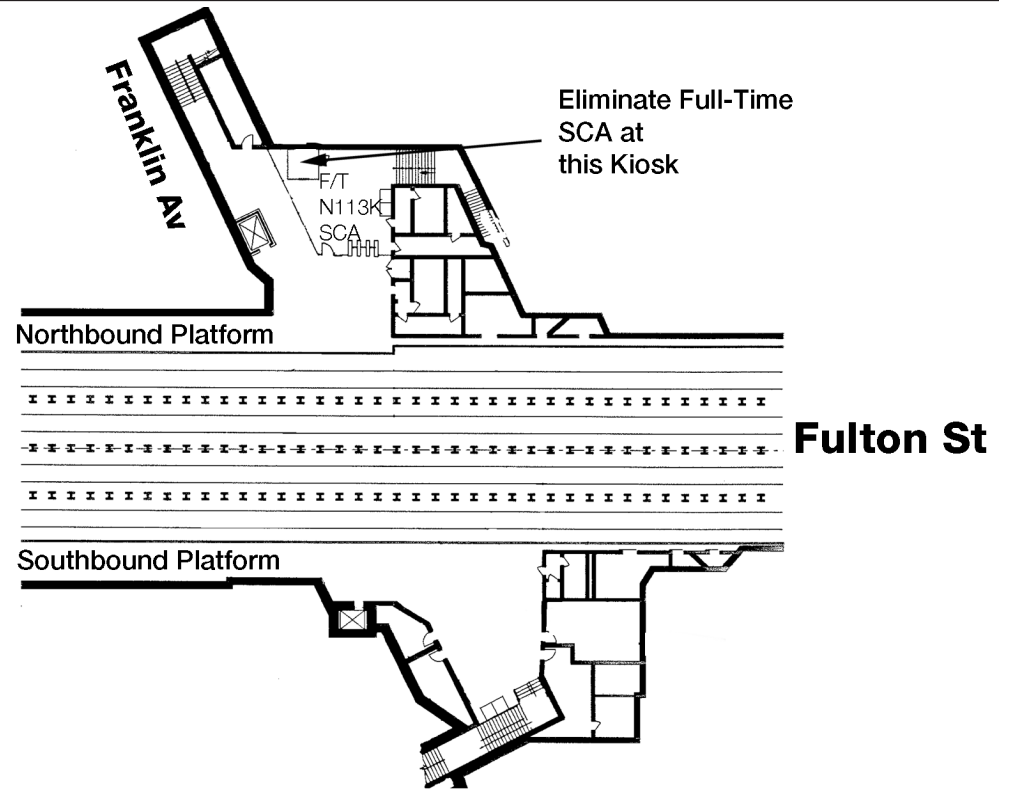 Franklin Av
Eliminate Full-Time
SCA at
this Kiosk
F/T
N113K
SCA
Northbound Platform
Fulton St
Southbound Platform